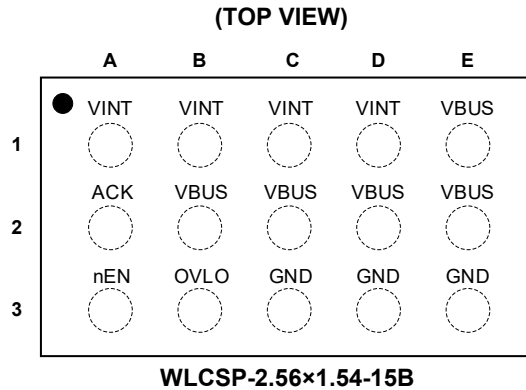 (TOP VIEW)
A B C D E
VINT VINT VINT VINT VBUS
1
ACK VBUS VBUS VBUS VBUS
2
nEN OVLO GND GND GND
3
WLCSP-2.56×1.54-15B